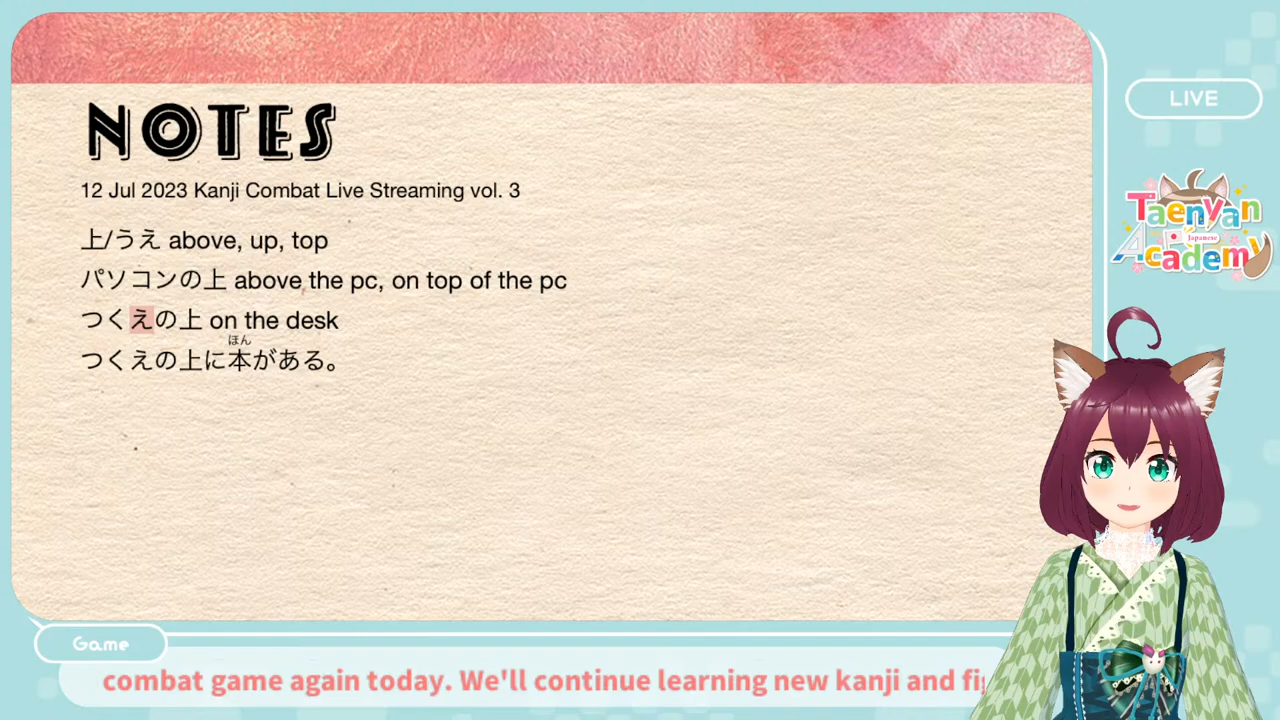 NOTES
12 Jul 2023 Kanji Combat Live Streaming vol. 3
上/うえ above, up, top
パソコンの上 above the pc, on top of the pc
つくえの上 on the desk
ほん
つくえの上に本がある。
LIVE
Taenyan
Japanese
Academy
Game
combat game again today. We'll continue learning new kanji and fig